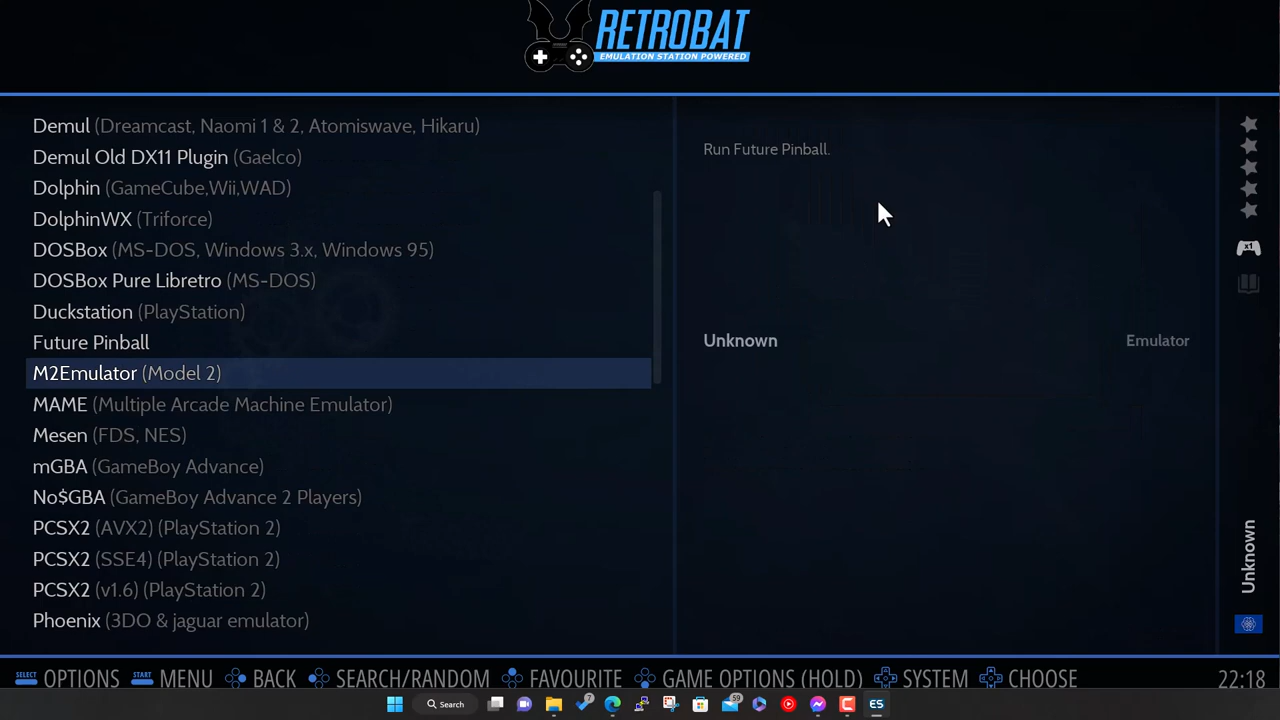 RETROBAT
EMULATION STATION POWERED
Demul (Dreamcast, Naomi 1 & 2, Atomiswave, Hikaru)
Demul Old DX11 Plugin (Gaelco)
Dolphin (GameCube,Wii,WAD)
DolphinWX (Triforce)
DOSBox (MS-DOS, Windows 3.x, Windows 95)
DOSBox Pure Libretro (MS-DOS)
Duckstation (PlayStation)
Future Pinball
M2Emulator (Model 2)
MAME (Multiple Arcade Machine Emulator)
Mesen (FDS, NES)
mGBA (GameBoy Advance)
No$GBA (GameBoy Advance 2 Players)
PCSX2 (AVX2) (PlayStation 2)
PCSX2 (SSE4) (PlayStation 2)
PCSX2 (v1.6) (PlayStation 2)
Phoenix (3DO & jaguar emulator)
Run Future Pinball.
Unknown Emulator
x1
Unknown
SELECT OPTIONS START MENU BACK SEARCH/RANDOM FAVOURITE GAME OPTIONS (HOLD) SYSTEM CHOOSE 22:18
Search 7 59 ES